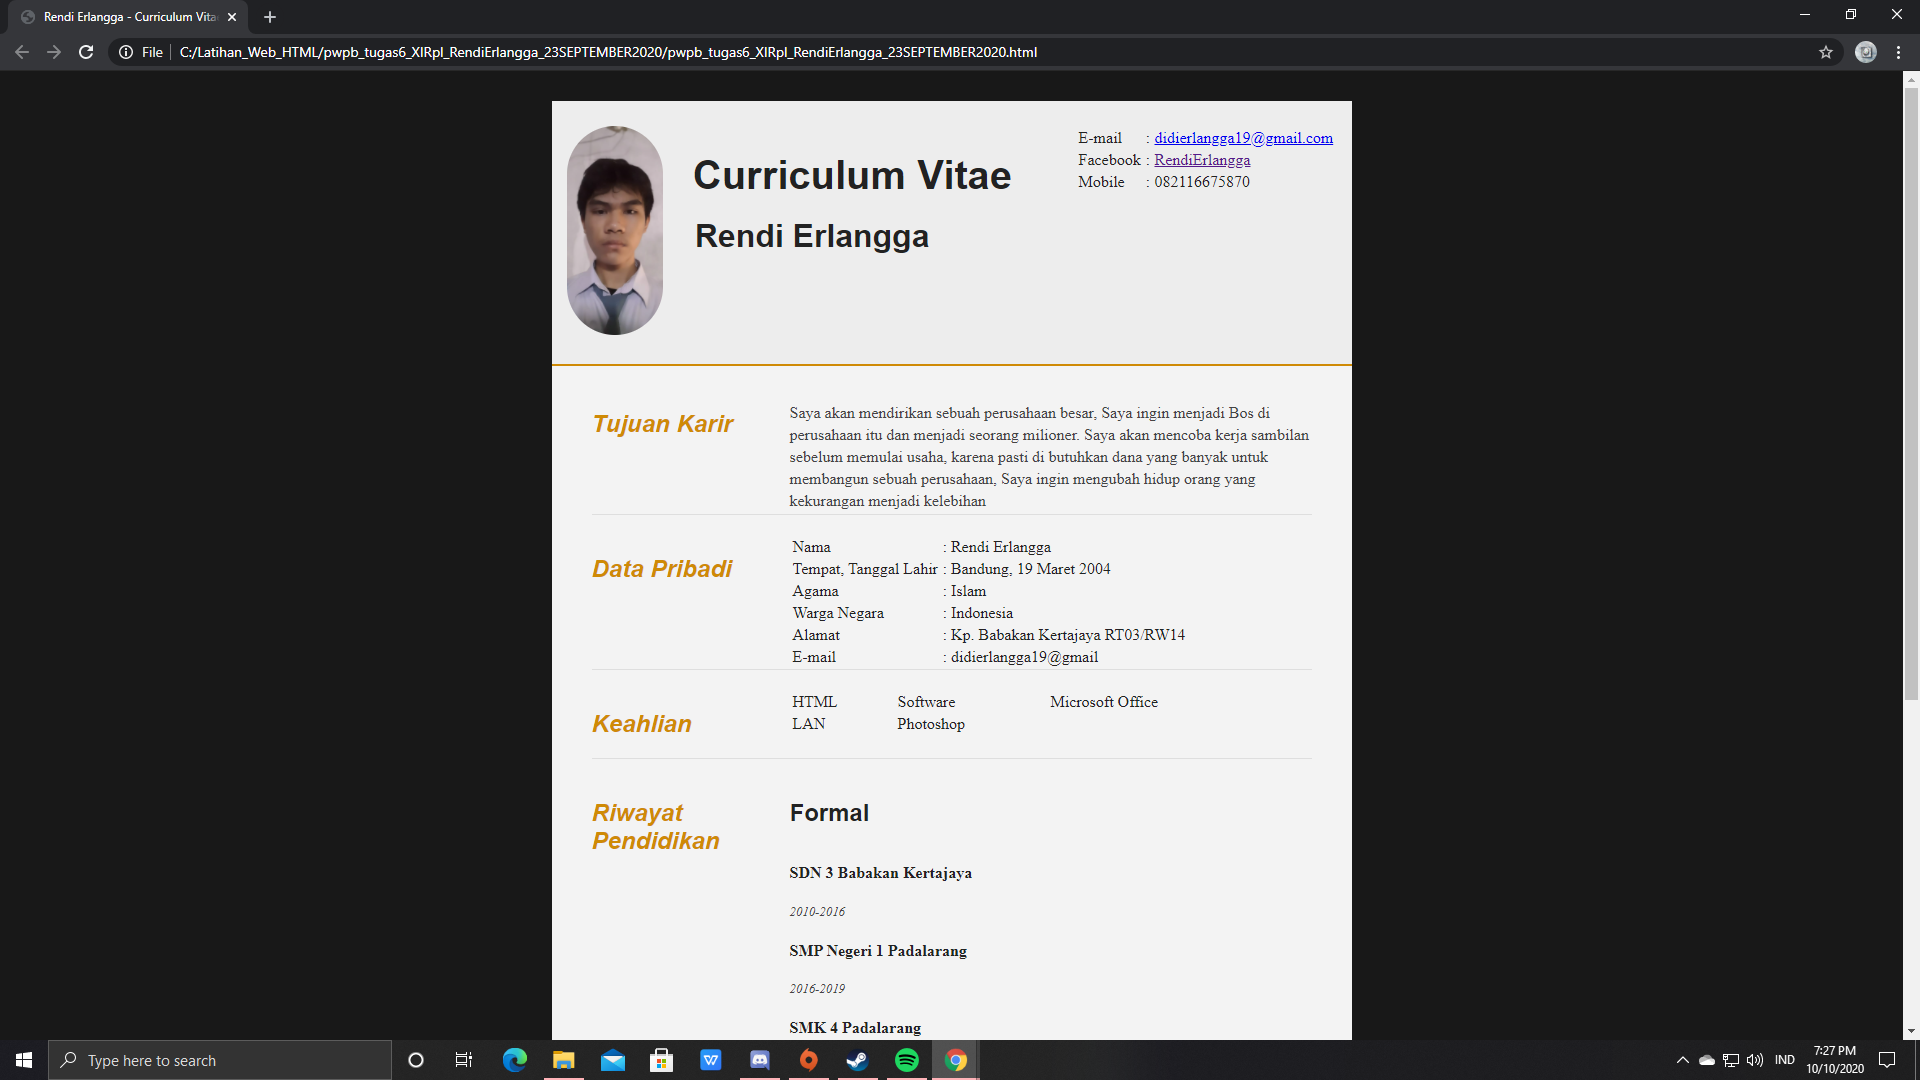 Rendi Erlangga - Curriculum Vita
File
C:/Latihan_Web_HTML/pwpb_tugas6_XIRpl_RendiErlangga_23SEPTEMBER2020/pwpb_tugas6_XIRpl_RendiErlangga_23SEPTEMBER2020.html
Curriculum Vitae
Rendi Erlangga
E-mail : didierlangga19@gmail.com
Facebook : RendiErlangga
Mobile : 082116675870
Tujuan Karir
Saya akan mendirikan sebuah perusahaan besar, Saya ingin menjadi Bos di
perusahaan itu dan menjadi seorang milioner. Saya akan mencoba kerja sambilan
sebelum memulai usaha, karena pasti di butuhkan dana yang banyak untuk
membangun sebuah perusahaan, Saya ingin mengubah hidup orang yang
kekurangan menjadi kelebihan
Data Pribadi
Nama : Rendi Erlangga
Tempat, Tanggal Lahir : Bandung, 19 Maret 2004
Agama : Islam
Warga Negara : Indonesia
Alamat : Kp. Babakan Kertajaya RT03/RW14
E-mail : didierlangga19@gmail
Keahlian
HTML Software Microsoft Office
LAN Photoshop
Riwayat
Pendidikan
Formal
SDN 3 Babakan Kertajaya
2010-2016
SMP Negeri 1 Padalarang
2016-2019
SMK 4 Padalarang
Type here to search
IND
7:27 PM
10/10/2020